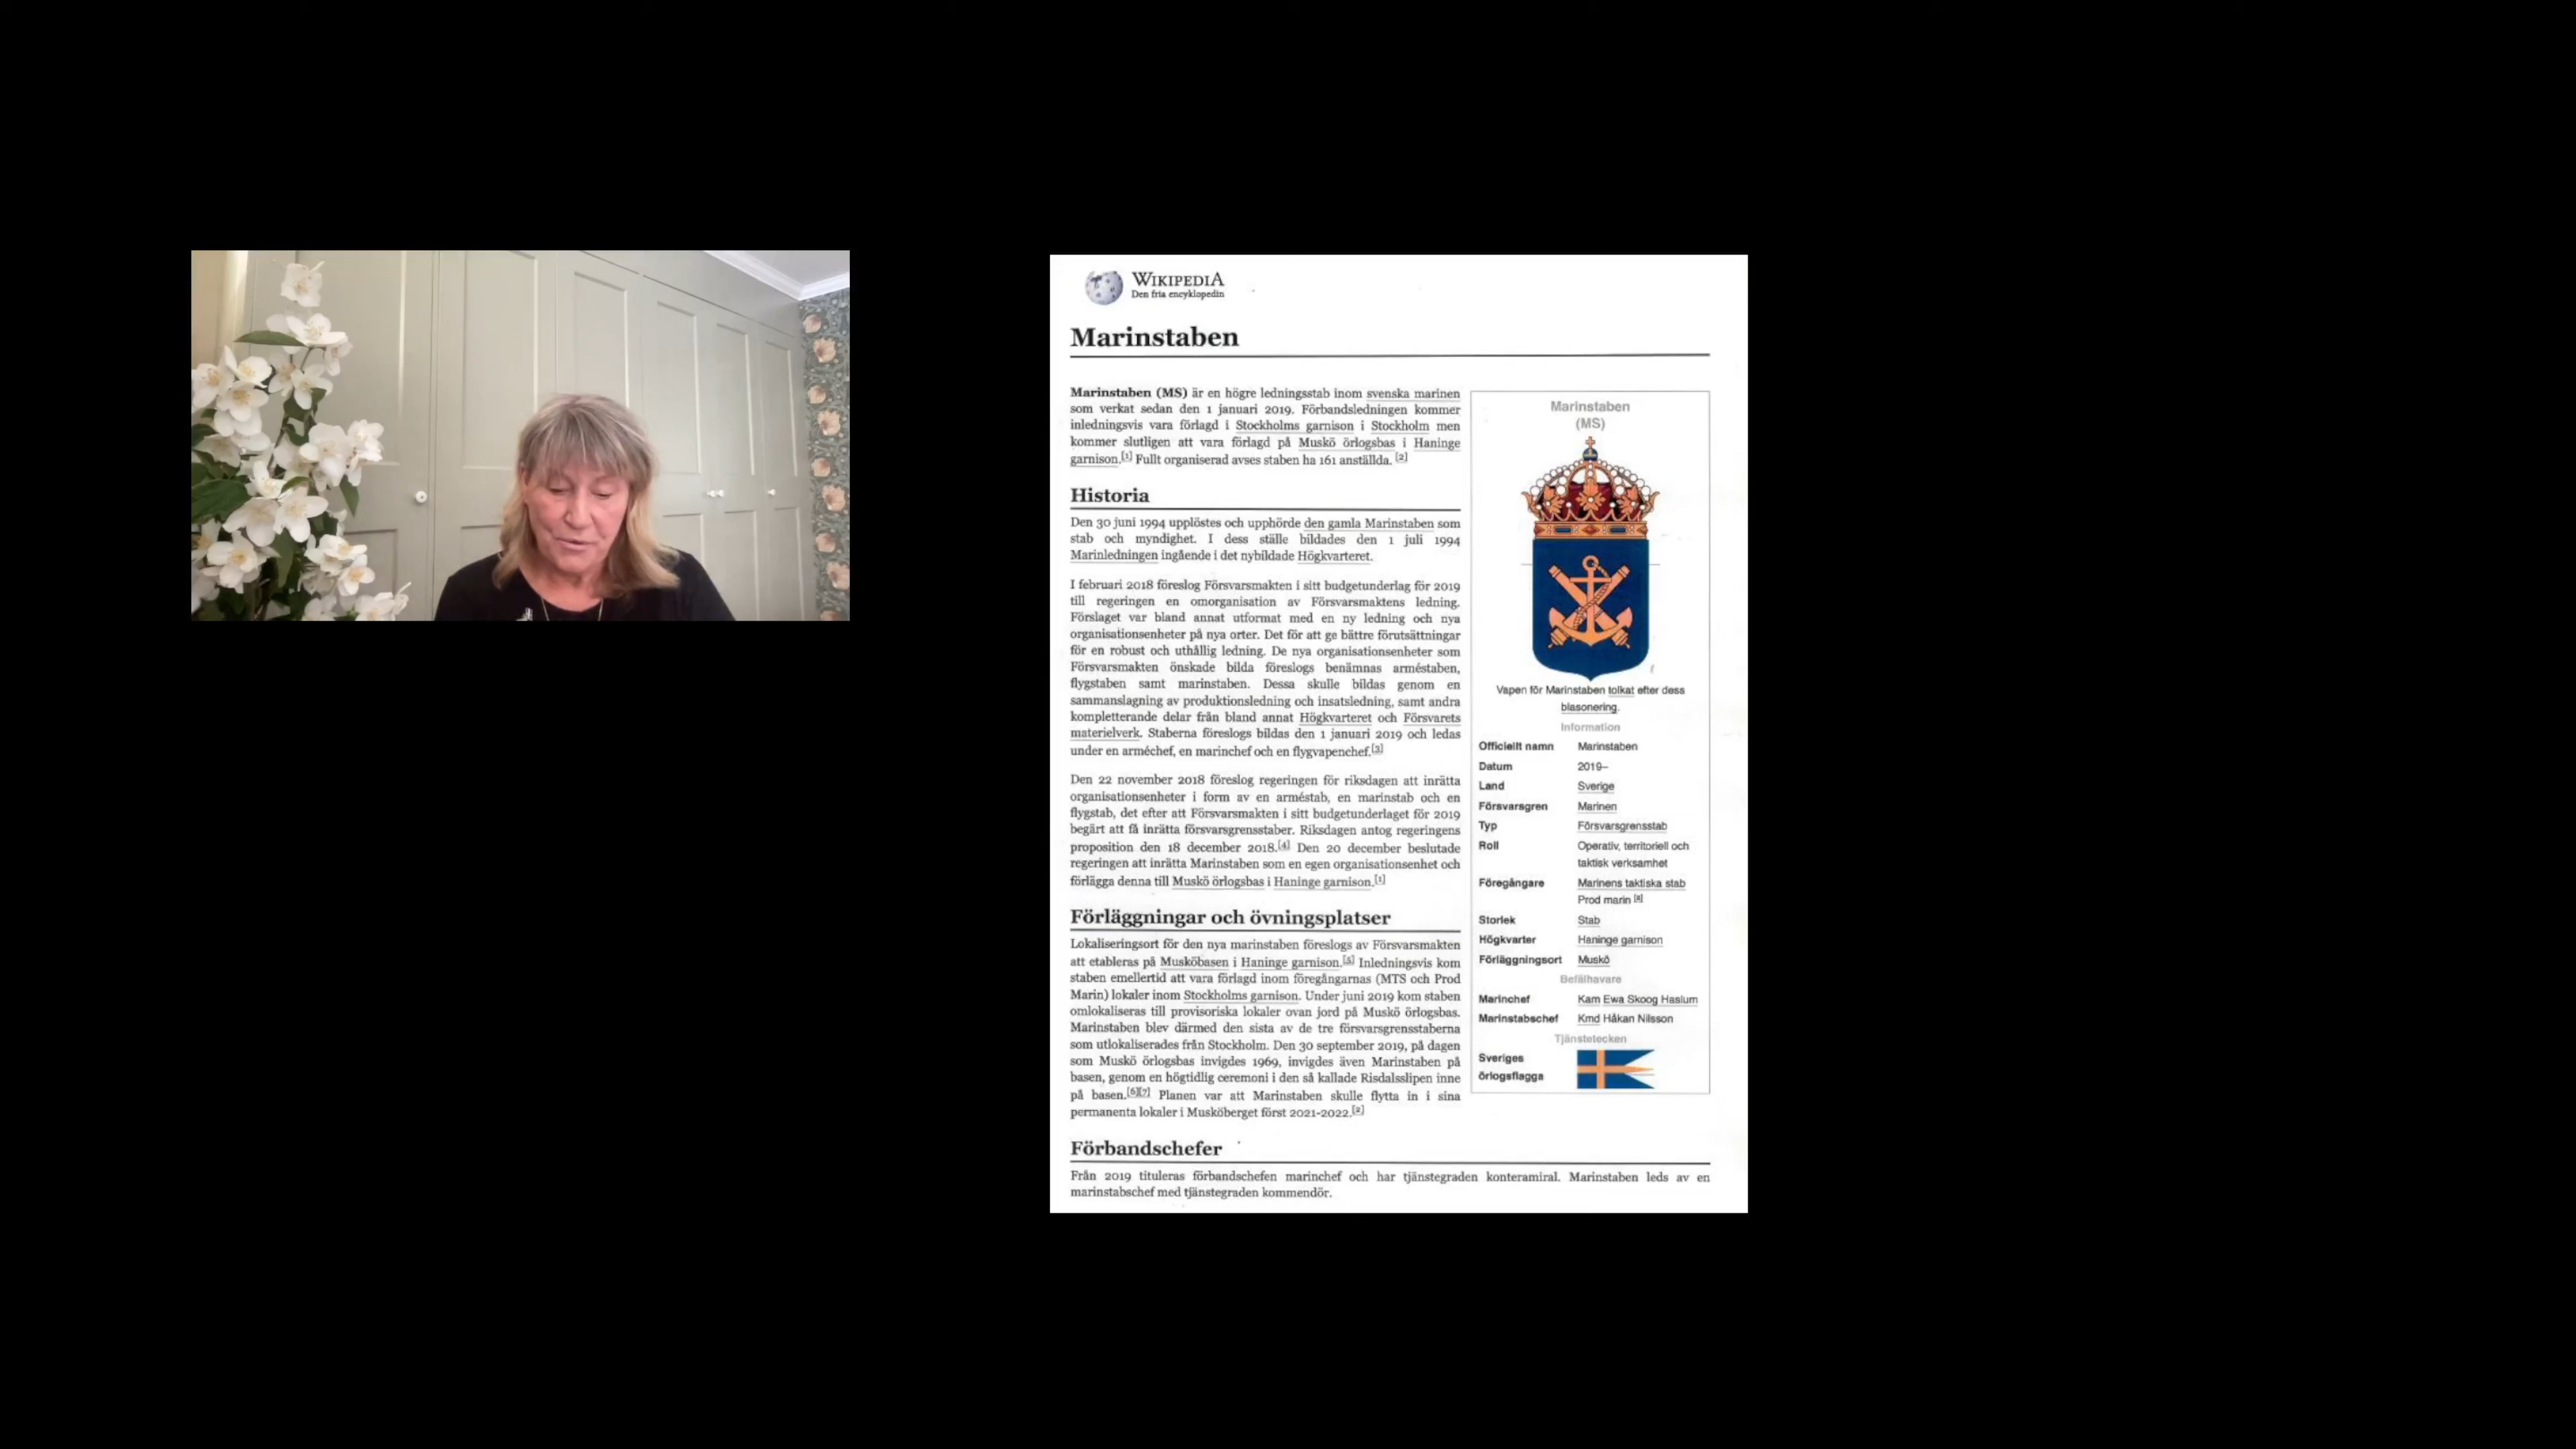 WIKIPEDIA
Den fria encyklopedin
Marinstaben
Marinstaben (MS) är en högre ledningsstab inom svenska marinen
som verkat sedan den 1 januari 2019. Förbandsledningen kommer
inledningsvis vara förlagd i Stockholms garnison i Stockholm men
kommer slutligen att vara förlagd på Muskö örlogsbas i Haninge
garnison.[1] Fullt organiserad avses staben ha 161 anställda. [2]
Historia
Den 30 juni 1994 upplöstes och upphörde den gamla Marinstaben som
stab och myndighet. I dess ställe bildades den 1 juli 1994
Marinledningen ingående i det nybildade Högkvarteret.
I februari 2018 föreslog Försvarsmakten i sitt budgetunderlag för 2019
till regeringen en omorganisation av Försvarsmaktens ledning.
Förslaget var bland annat utformat med en ny ledning och nya
organisationsenheter på nya orter. Det för att ge bättre förutsättningar
för en robust och uthållig ledning. De nya organisationsenheter som
Försvarsmakten önskade bilda föreslogs benämnas arméstaben,
flygstaben samt marinstaben. Dessa skulle bildas genom en
sammanslagning av produktionsledning och insatsledning, samt andra
kompletterande delar från bland annat Högkvarteret och Försvarets
materielverk. Staberna föreslogs bildas den 1 januari 2019 och ledas
under en arméchef, en marinchef och en flygvapenchef.[3]
Den 22 november 2018 föreslog regeringen för riksdagen att inrätta
organisationsenheter i form av en arméstab, en marinstab och en
flygstab, det efter att Försvarsmakten i sitt budgetunderlaget för 2019
begärt att få inrätta försvarsgrensstaber. Riksdagen antog regeringens
proposition den 18 december 2018.[4] Den 20 december beslutade
regeringen att inrätta Marinstaben som en egen organisationsenhet och
förlägga denna till Muskö örlogsbas i Haninge garnison.[1]
Förläggningar och övningsplatser
Lokaliseringsort för den nya marinstaben föreslogs av Försvarsmakten
att etableras på Musköbasen i Haninge garnison.[5] Inledningsvis kom
staben emellertid att vara förlagd inom föregångarnas (MTS och Prod
Marin) lokaler inom Stockholms garnison. Under juni 2019 kom staben
omlokaliseras till provisoriska lokaler ovan jord på Muskö örlogsbas.
Marinstaben blev därmed den sista av de tre försvarsgrensstaberna
som utlokaliserades från Stockholm. Den 30 september 2019, på dagen
som Muskö örlogsbas invigdes 1969, invigdes även Marinstaben på
basen, genom en högtidlig ceremoni i den så kallade Risdalsslipen inne
på basen.[6][7] Planen var att Marinstaben skulle flytta in i sina
permanenta lokaler i Musköberget först 2021-2022.[2]
Förbandschefer
Från 2019 tituleras förbandschefen marinchef och har tjänstegraden konteramiral. Marinstaben leds av en
marinstabschef med tjänstegraden kommendör.
Marinstaben
(MS)
Vapen för Marinstaben tolkat efter dess
blasonering.
Information
Officiellt namn Marinstaben
Datum 2019–
Land Sverige
Försvarsgren Marinen
Typ Försvarsgrensstab
Roll Operativ, territoriell och
taktisk verksamhet
Föregångare Marinens taktiska stab
Prod marin [a]
Storlek Stab
Högkvarter Haninge garnison
Förläggningsort Muskö
Befälhavare
Marinchef Kam Ewa Skoog Haslum
Marinstabschef Kmd Håkan Nilsson
Tjänstetecken
Sveriges
örlogsflagga